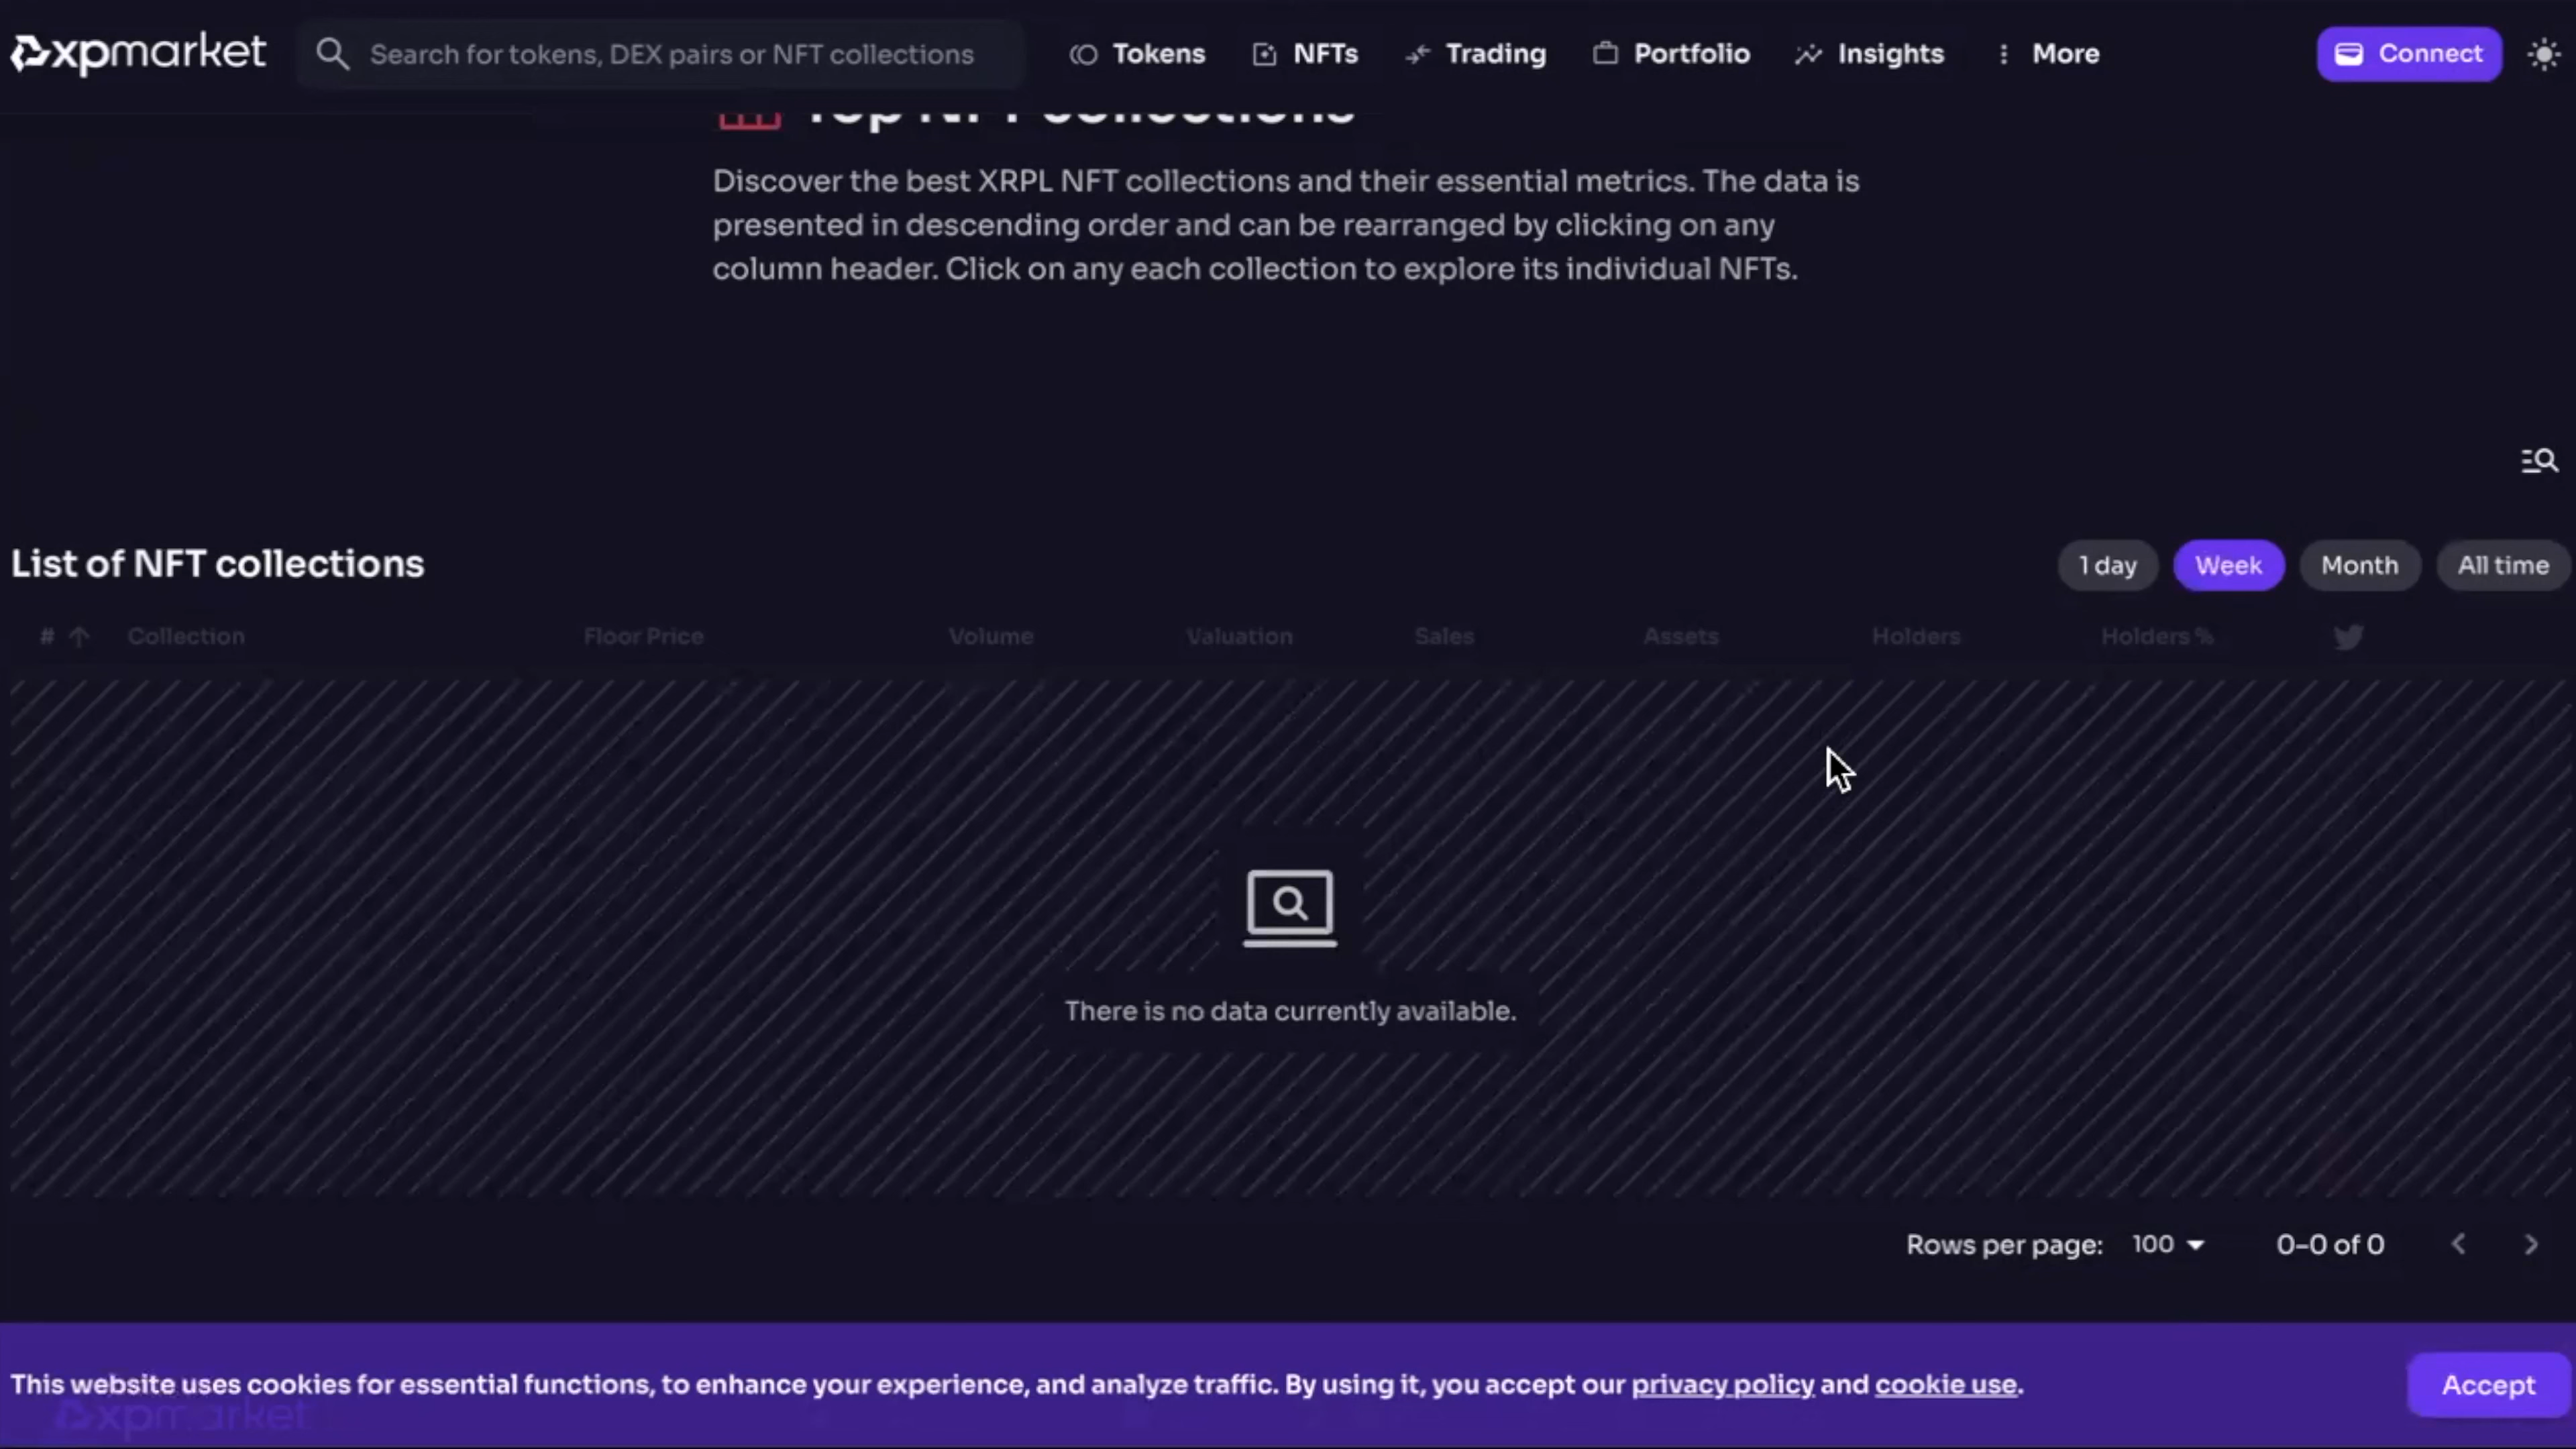 xpmarket
Search for tokens, DEX pairs or NFT collections
Tokens
NFTs
Trading
Portfolio
Insights
More
Connect
Top NFT collections
Discover the best XRPL NFT collections and their essential metrics. The data is
presented in descending order and can be rearranged by clicking on any
column header. Click on any each collection to explore its individual NFTs.
List of NFT collections
1 day
Week
Month
All time
#
Collection
Floor Price
Volume
Valuation
Sales
Assets
Holders
Holders %
There is no data currently available.
Rows per page:
100
0-0 of 0
This website uses cookies for essential functions, to enhance your experience, and analyze traffic. By using it, you accept our privacy policy and cookie use.
Accept
xpmarket